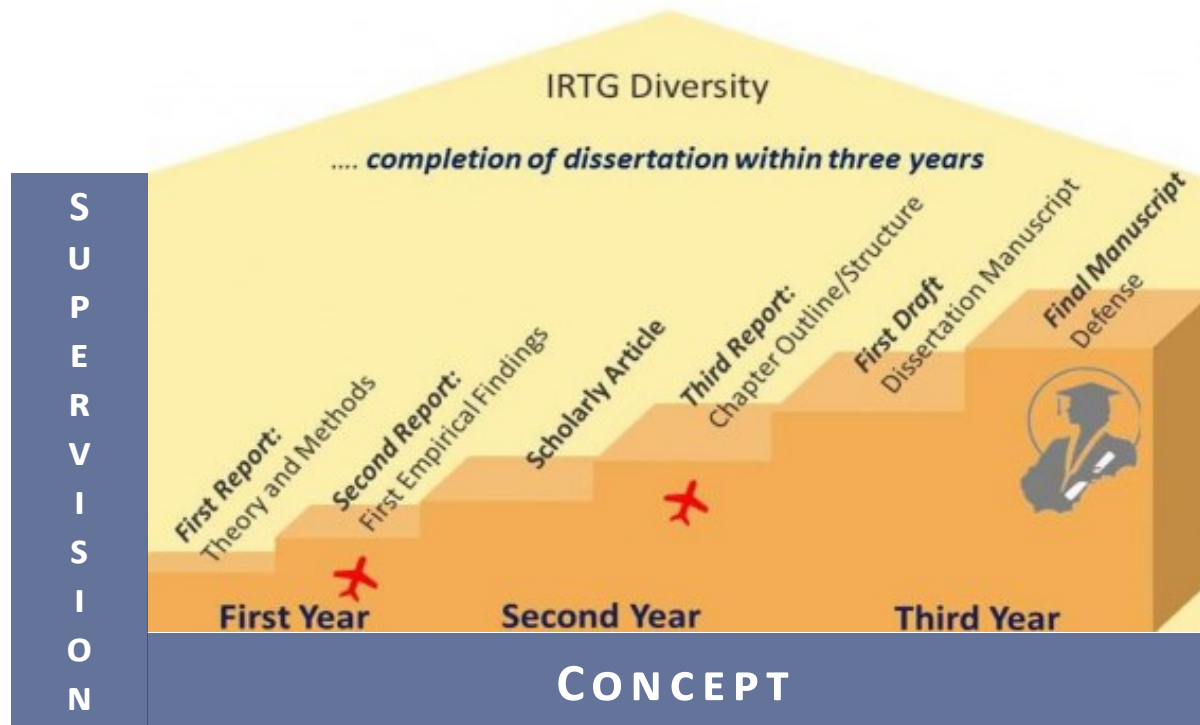 IRTG Diversity
.... completion of dissertation within three years
SUPERVISION
First Report:
Theory and Methods
Second Report:
First Empirical Findings
Scholarly Article
Third Report:
Chapter Outline/Structure
First Draft
Dissertation Manuscript
Final Manuscript
Defense
First Year
Second Year
Third Year
CONCEPT